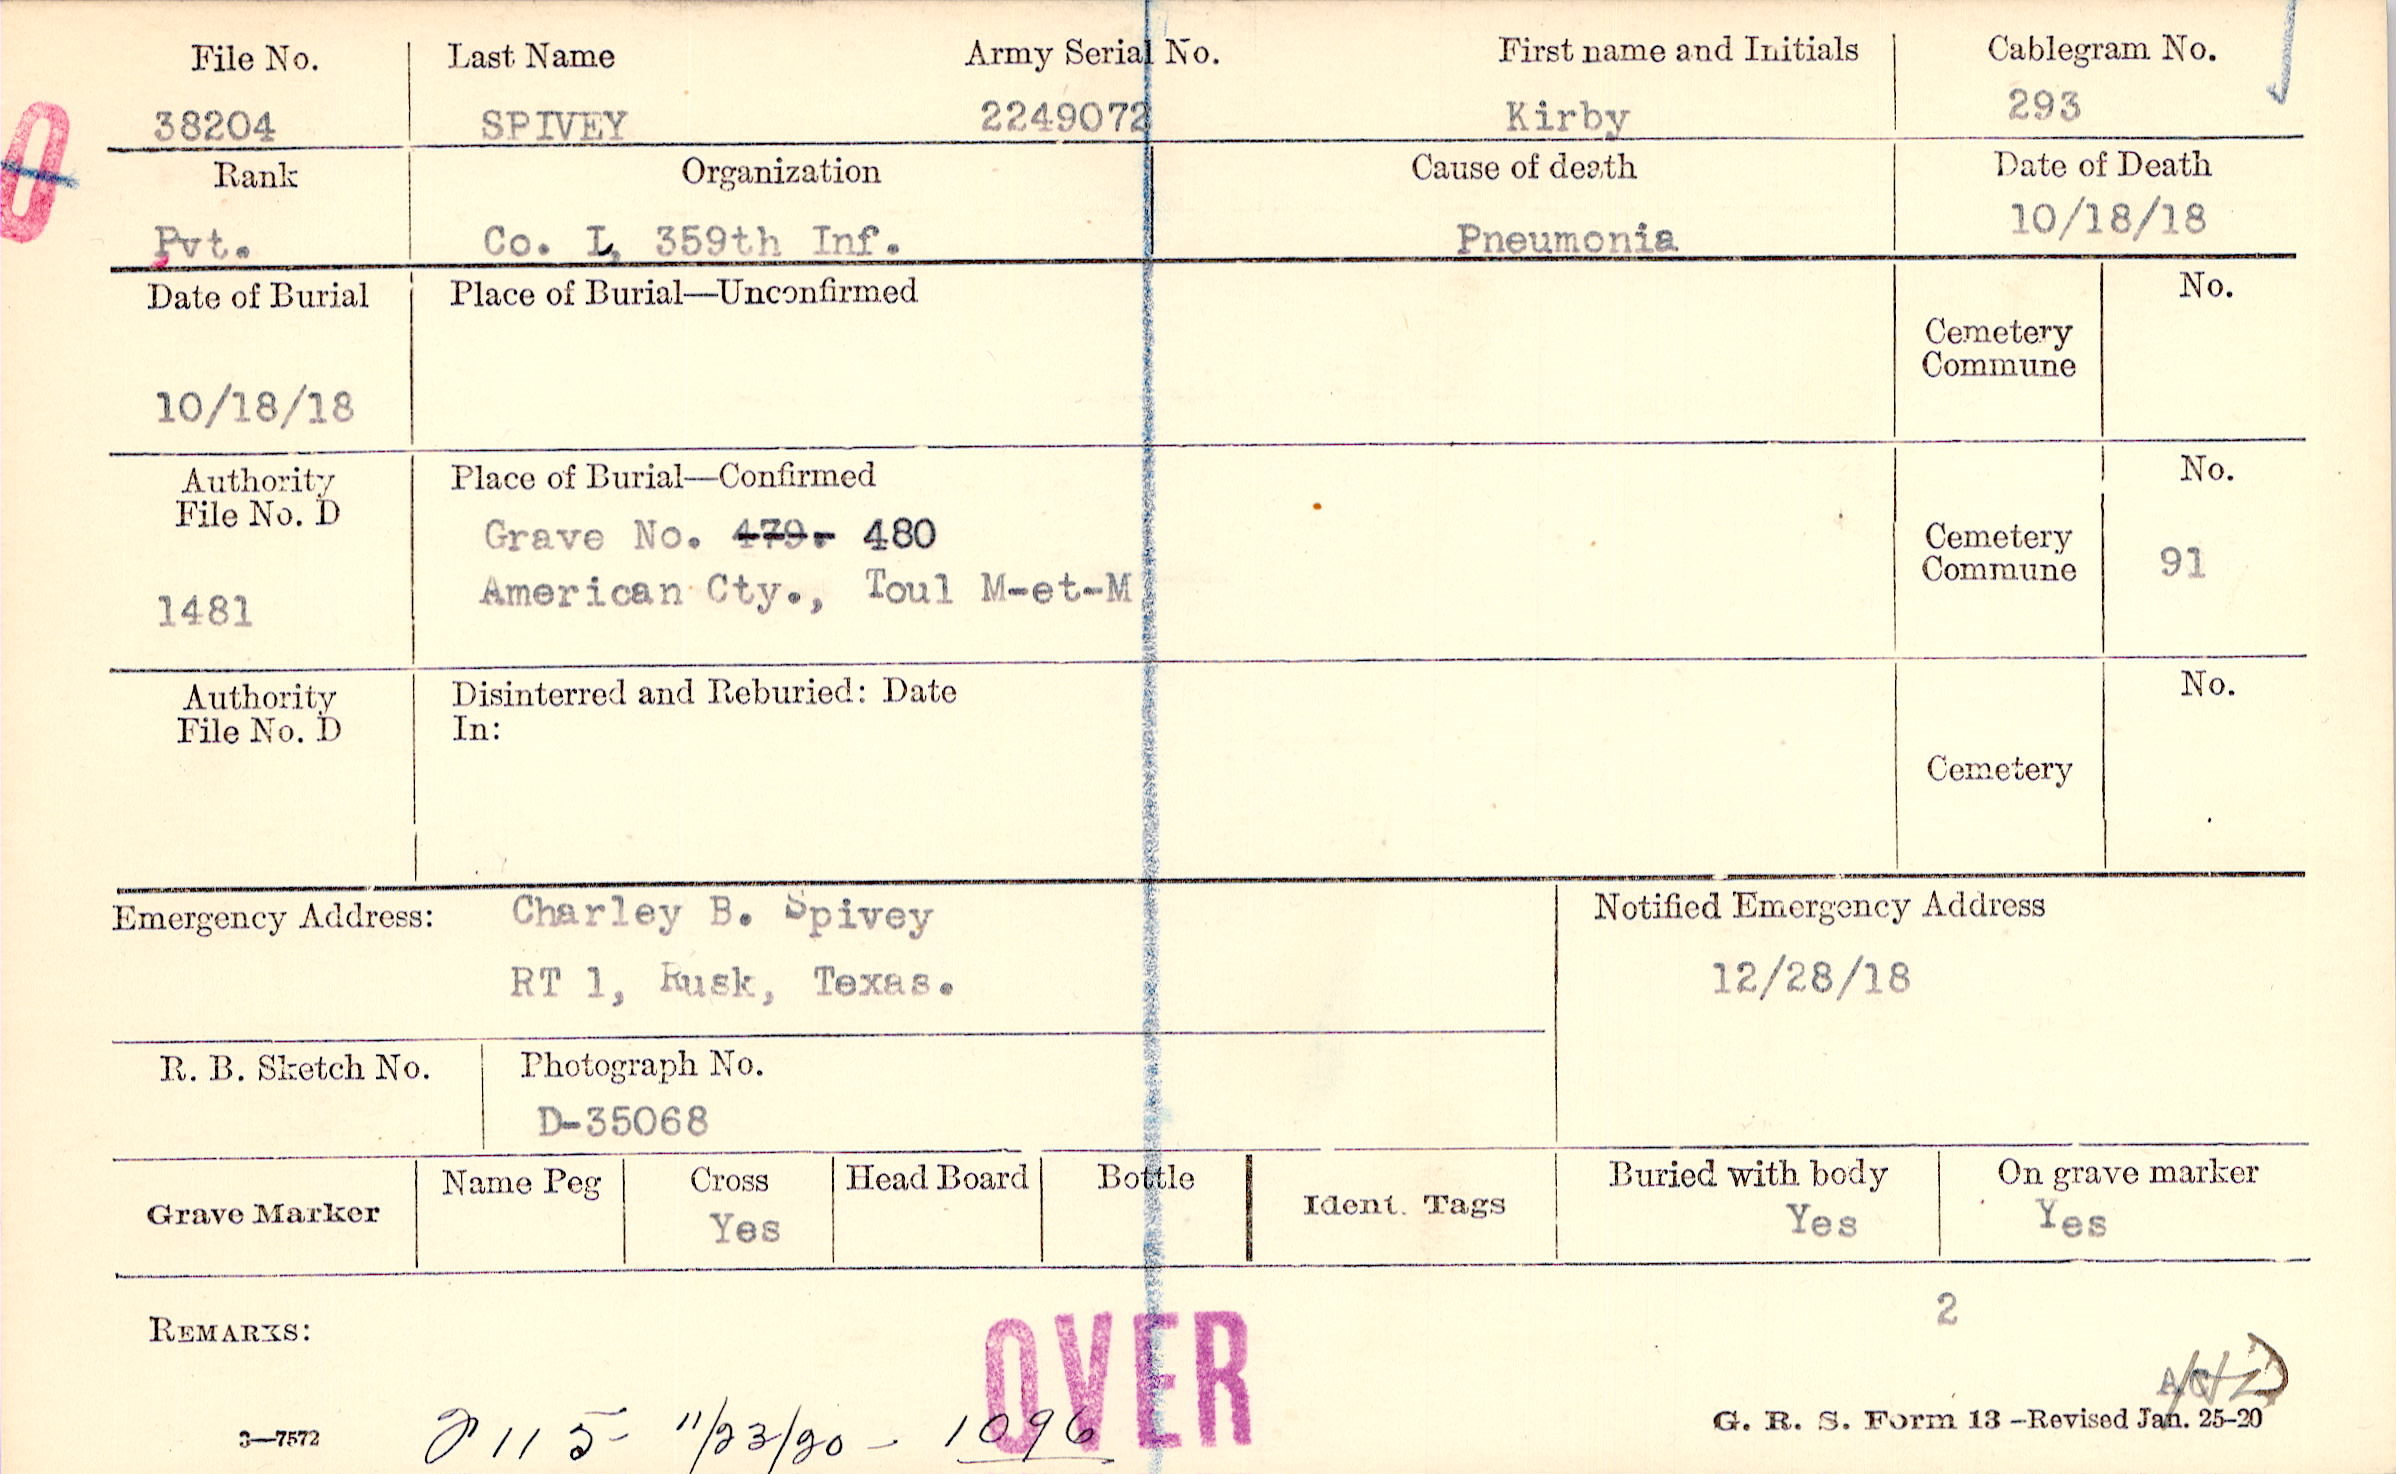 File No. Last Name Army Serial No. First name and Initials Cablegram No.
38204 SPIVEY 2249072 Kirby 293
Rank Organization Cause of death Date of Death
Pvt. Co. L, 359th Inf. Pneumonia 10/18/18
Date of Burial Place of Burial—Unconfirmed No.
Cemetery
Commune
10/18/18
Authority Place of Burial—Confirmed No.
File No. D
Grave No. 479. 480
Cemetery
Commune 91
American Cty., Toul M-et-M
1481
Authority Disinterred and Reburied: Date No.
File No. D In:
Cemetery
Emergency Address: Charley B. Spivey Notified Emergency Address
RT 1, Rusk, Texas. 12/28/18
R. B. Sketch No. Photograph No.
D-35068
Grave Marker Name Peg Cross Head Board Bottle Ident. Tags Buried with body On grave marker
Yes Yes Yes
2
REMARKS:
OVER
3—7572 115 11/23/20 - 1096 G. R. S. Form 13 -Revised Jan. 25-20